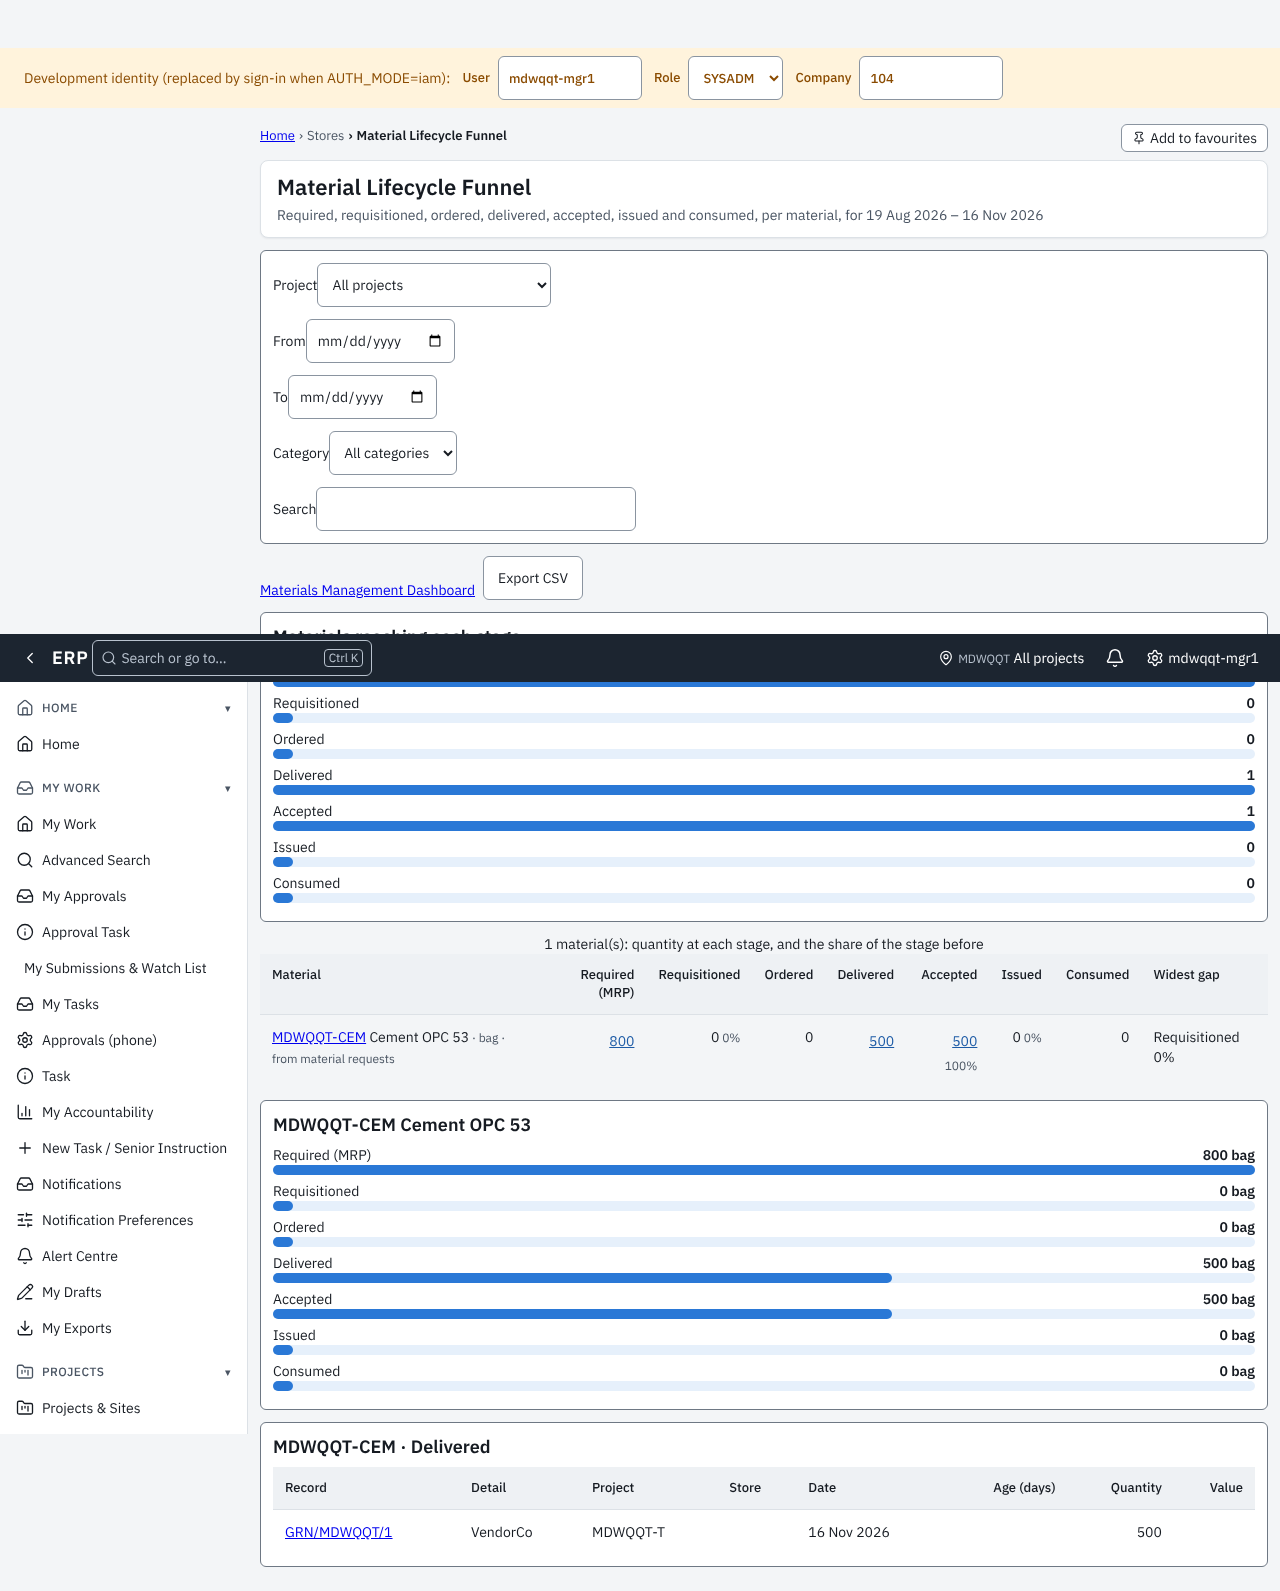 Development identity (replaced by sign-in when AUTH_MODE=iam): User mdwqqt-mgr1 Role SYSADM Company 104
Home › Stores › Material Lifecycle Funnel
Add to favourites
Material Lifecycle Funnel
Required, requisitioned, ordered, delivered, accepted, issued and consumed, per material, for 19 Aug 2026 – 16 Nov 2026
Project All projects
From mm/dd/yyyy
To mm/dd/yyyy
Category All categories
Search
Materials Management Dashboard Export CSV
Materials reaching each stage
ERP Search or go to... Ctrl K MDWQQT All projects mdwqqt-mgr1
HOME
Home
MY WORK
My Work
Advanced Search
My Approvals
Approval Task
My Submissions & Watch List
My Tasks
Approvals (phone)
Task
My Accountability
New Task / Senior Instruction
Notifications
Notification Preferences
Alert Centre
My Drafts
My Exports
PROJECTS
Projects & Sites
Requisitioned 0
Ordered 0
Delivered 1
Accepted 1
Issued 0
Consumed 0
1 material(s): quantity at each stage, and the share of the stage before
Material Required (MRP) Requisitioned Ordered Delivered Accepted Issued Consumed Widest gap
MDWQQT-CEM Cement OPC 53 · bag · from material requests 800 0 0% 0 500 500 100% 0 0% 0 Requisitioned 0%
MDWQQT-CEM Cement OPC 53
Required (MRP) 800 bag
Requisitioned 0 bag
Ordered 0 bag
Delivered 500 bag
Accepted 500 bag
Issued 0 bag
Consumed 0 bag
MDWQQT-CEM · Delivered
Record Detail Project Store Date Age (days) Quantity Value
GRN/MDWQQT/1 VendorCo MDWQQT-T 16 Nov 2026 500